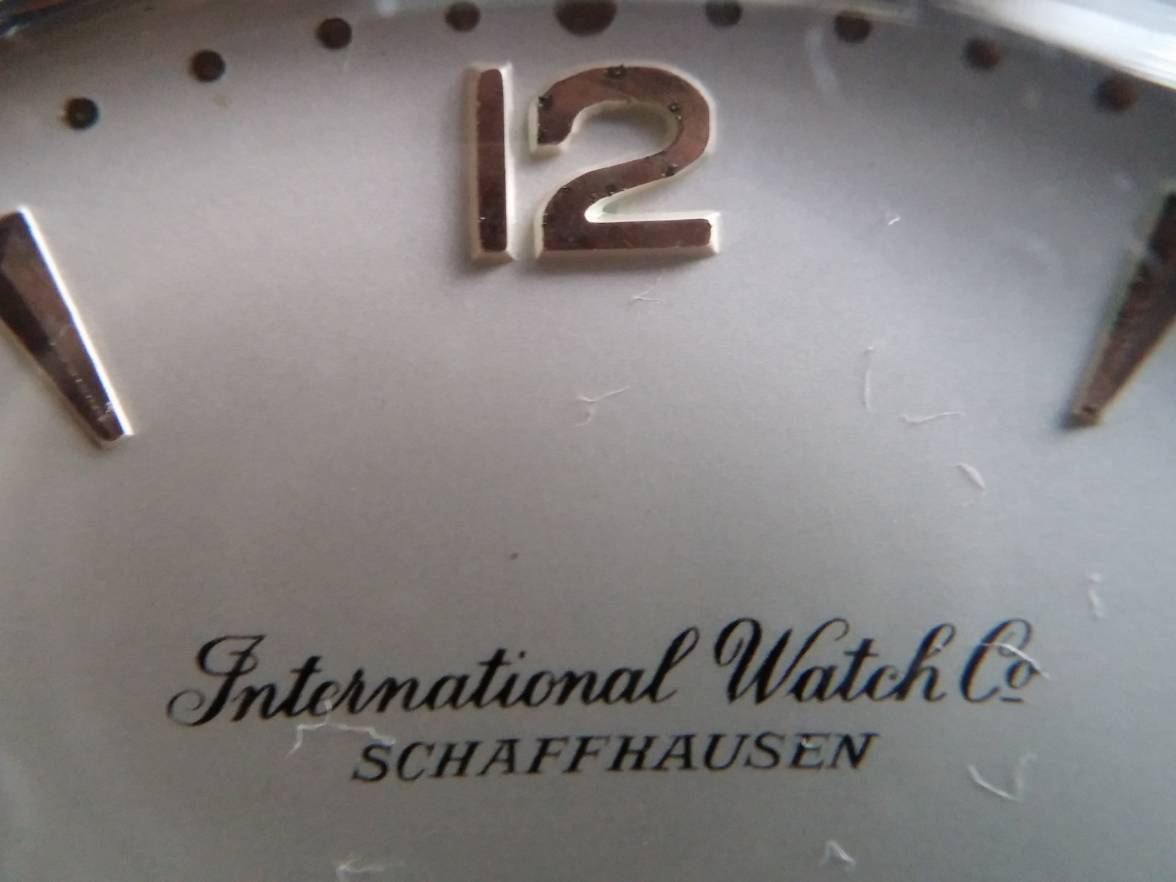 12
International Watch Co
SCHAFFHAUSEN